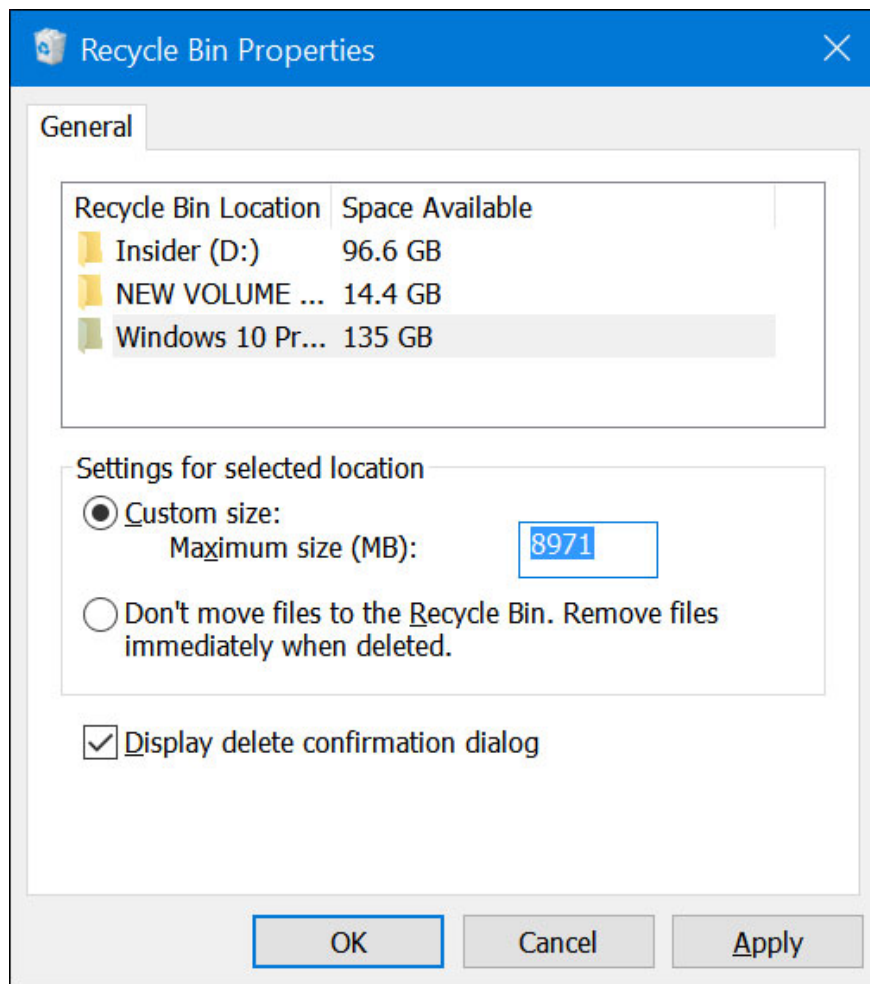 Recycle Bin Properties
General
Recycle Bin Location Space Available
Insider (D:) 96.6 GB
NEW VOLUME ... 14.4 GB
Windows 10 Pr... 135 GB
Settings for selected location
Custom size:
Maximum size (MB): 8971
Don't move files to the Recycle Bin. Remove files
immediately when deleted.
Display delete confirmation dialog
OK Cancel Apply